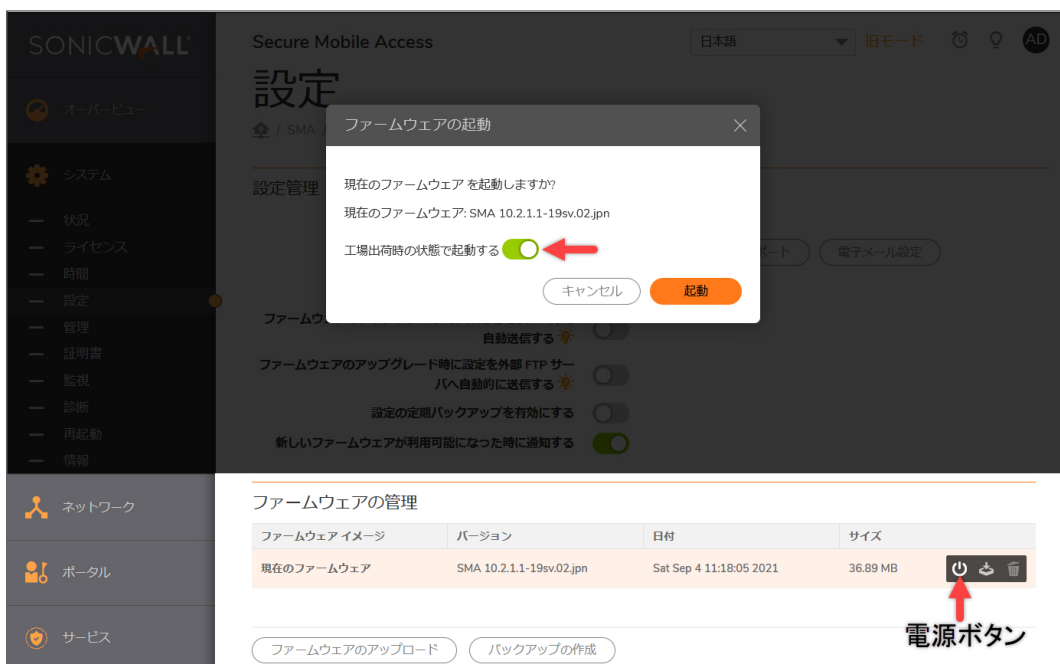 SONICWALL
Secure Mobile Access
日本語
旧モード
AD
設定
/ SMA /
オーバービュー
システム
状況
ライセンス
時間
設定
管理
証明書
監視
診断
再起動
情報
ネットワーク
ポータル
サービス
ファームウェアの起動
現在のファームウェア を起動しますか?
現在のファームウェア: SMA 10.2.1.1-19sv.02.jpn
工場出荷時の状態で起動する
キャンセル
起動
設定管理
ート
電子メール設定
ファームウ
自動送信する
ファームウェアのアップグレード時に設定を外部 FTP サー
バへ自動的に送信する
設定の定期バックアップを有効にする
新しいファームウェアが利用可能になった時に通知する
ファームウェアの管理
ファームウェア イメージ
バージョン
日付
サイズ
現在のファームウェア
SMA 10.2.1.1-19sv.02.jpn
Sat Sep 4 11:18:05 2021
36.89 MB
電源ボタン
ファームウェアのアップロード
バックアップの作成